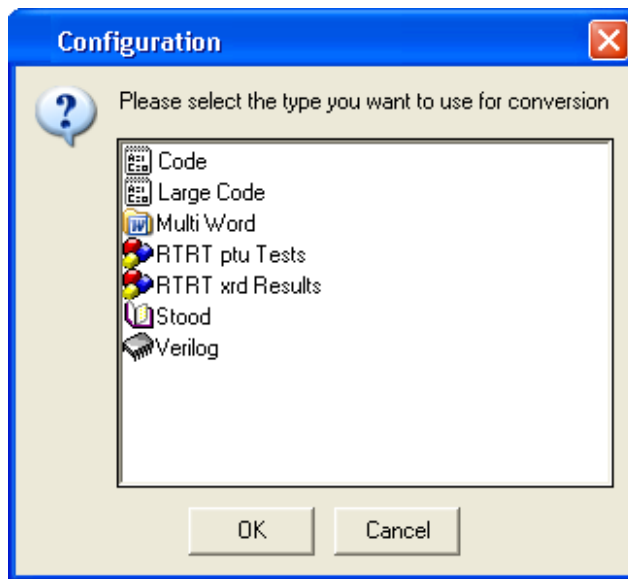 Configuration
Please select the type you want to use for conversion
Code
Large Code
Multi Word
RTRT ptu Tests
RTRT xrd Results
Stood
Verilog
OK
Cancel